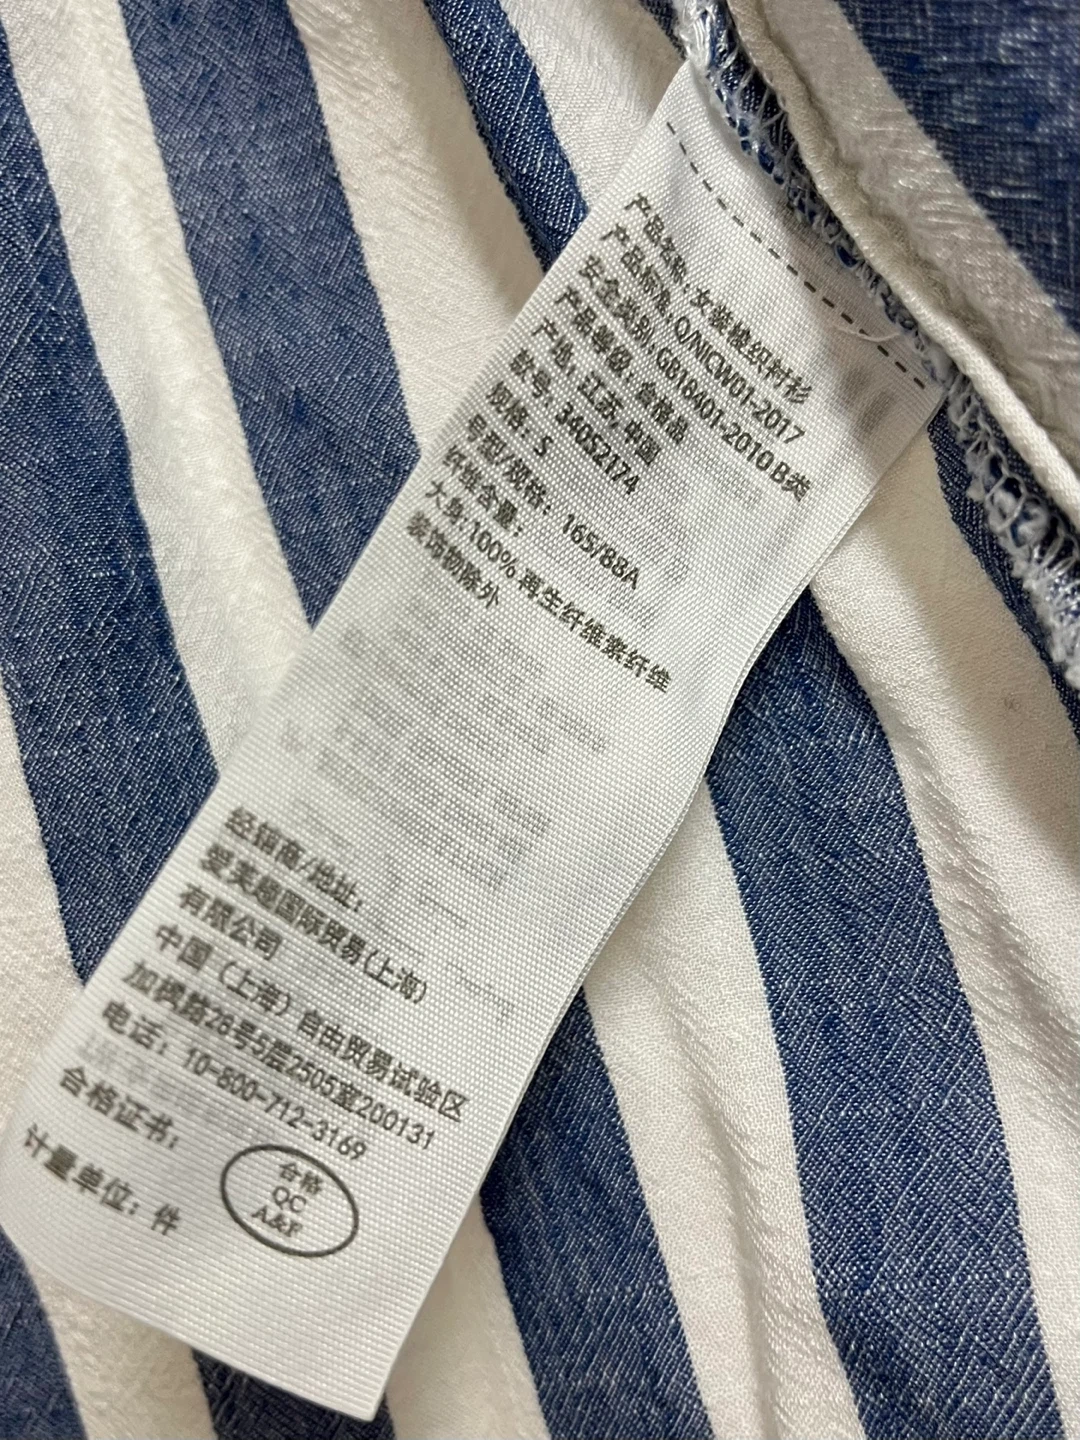 产品名称：女装梭织衬衫
产品标准：Q/NICW01-2017
安全类别：GB18401-2010 B类
产品等级：合格品
产地：江苏，中国
款号：340S2174
规格：S
号型/规格：165/88A
纤维含量：
大身:100% 再生纤维素纤维
装饰物除外
经销商/地址：
爱芙趣国际贸易(上海)
有限公司
中国（上海）自由贸易试验区
加枫路26号5层2505室200131
电话：10-800-712-3169
合格证书：
合格
QC
A&F
计量单位：件